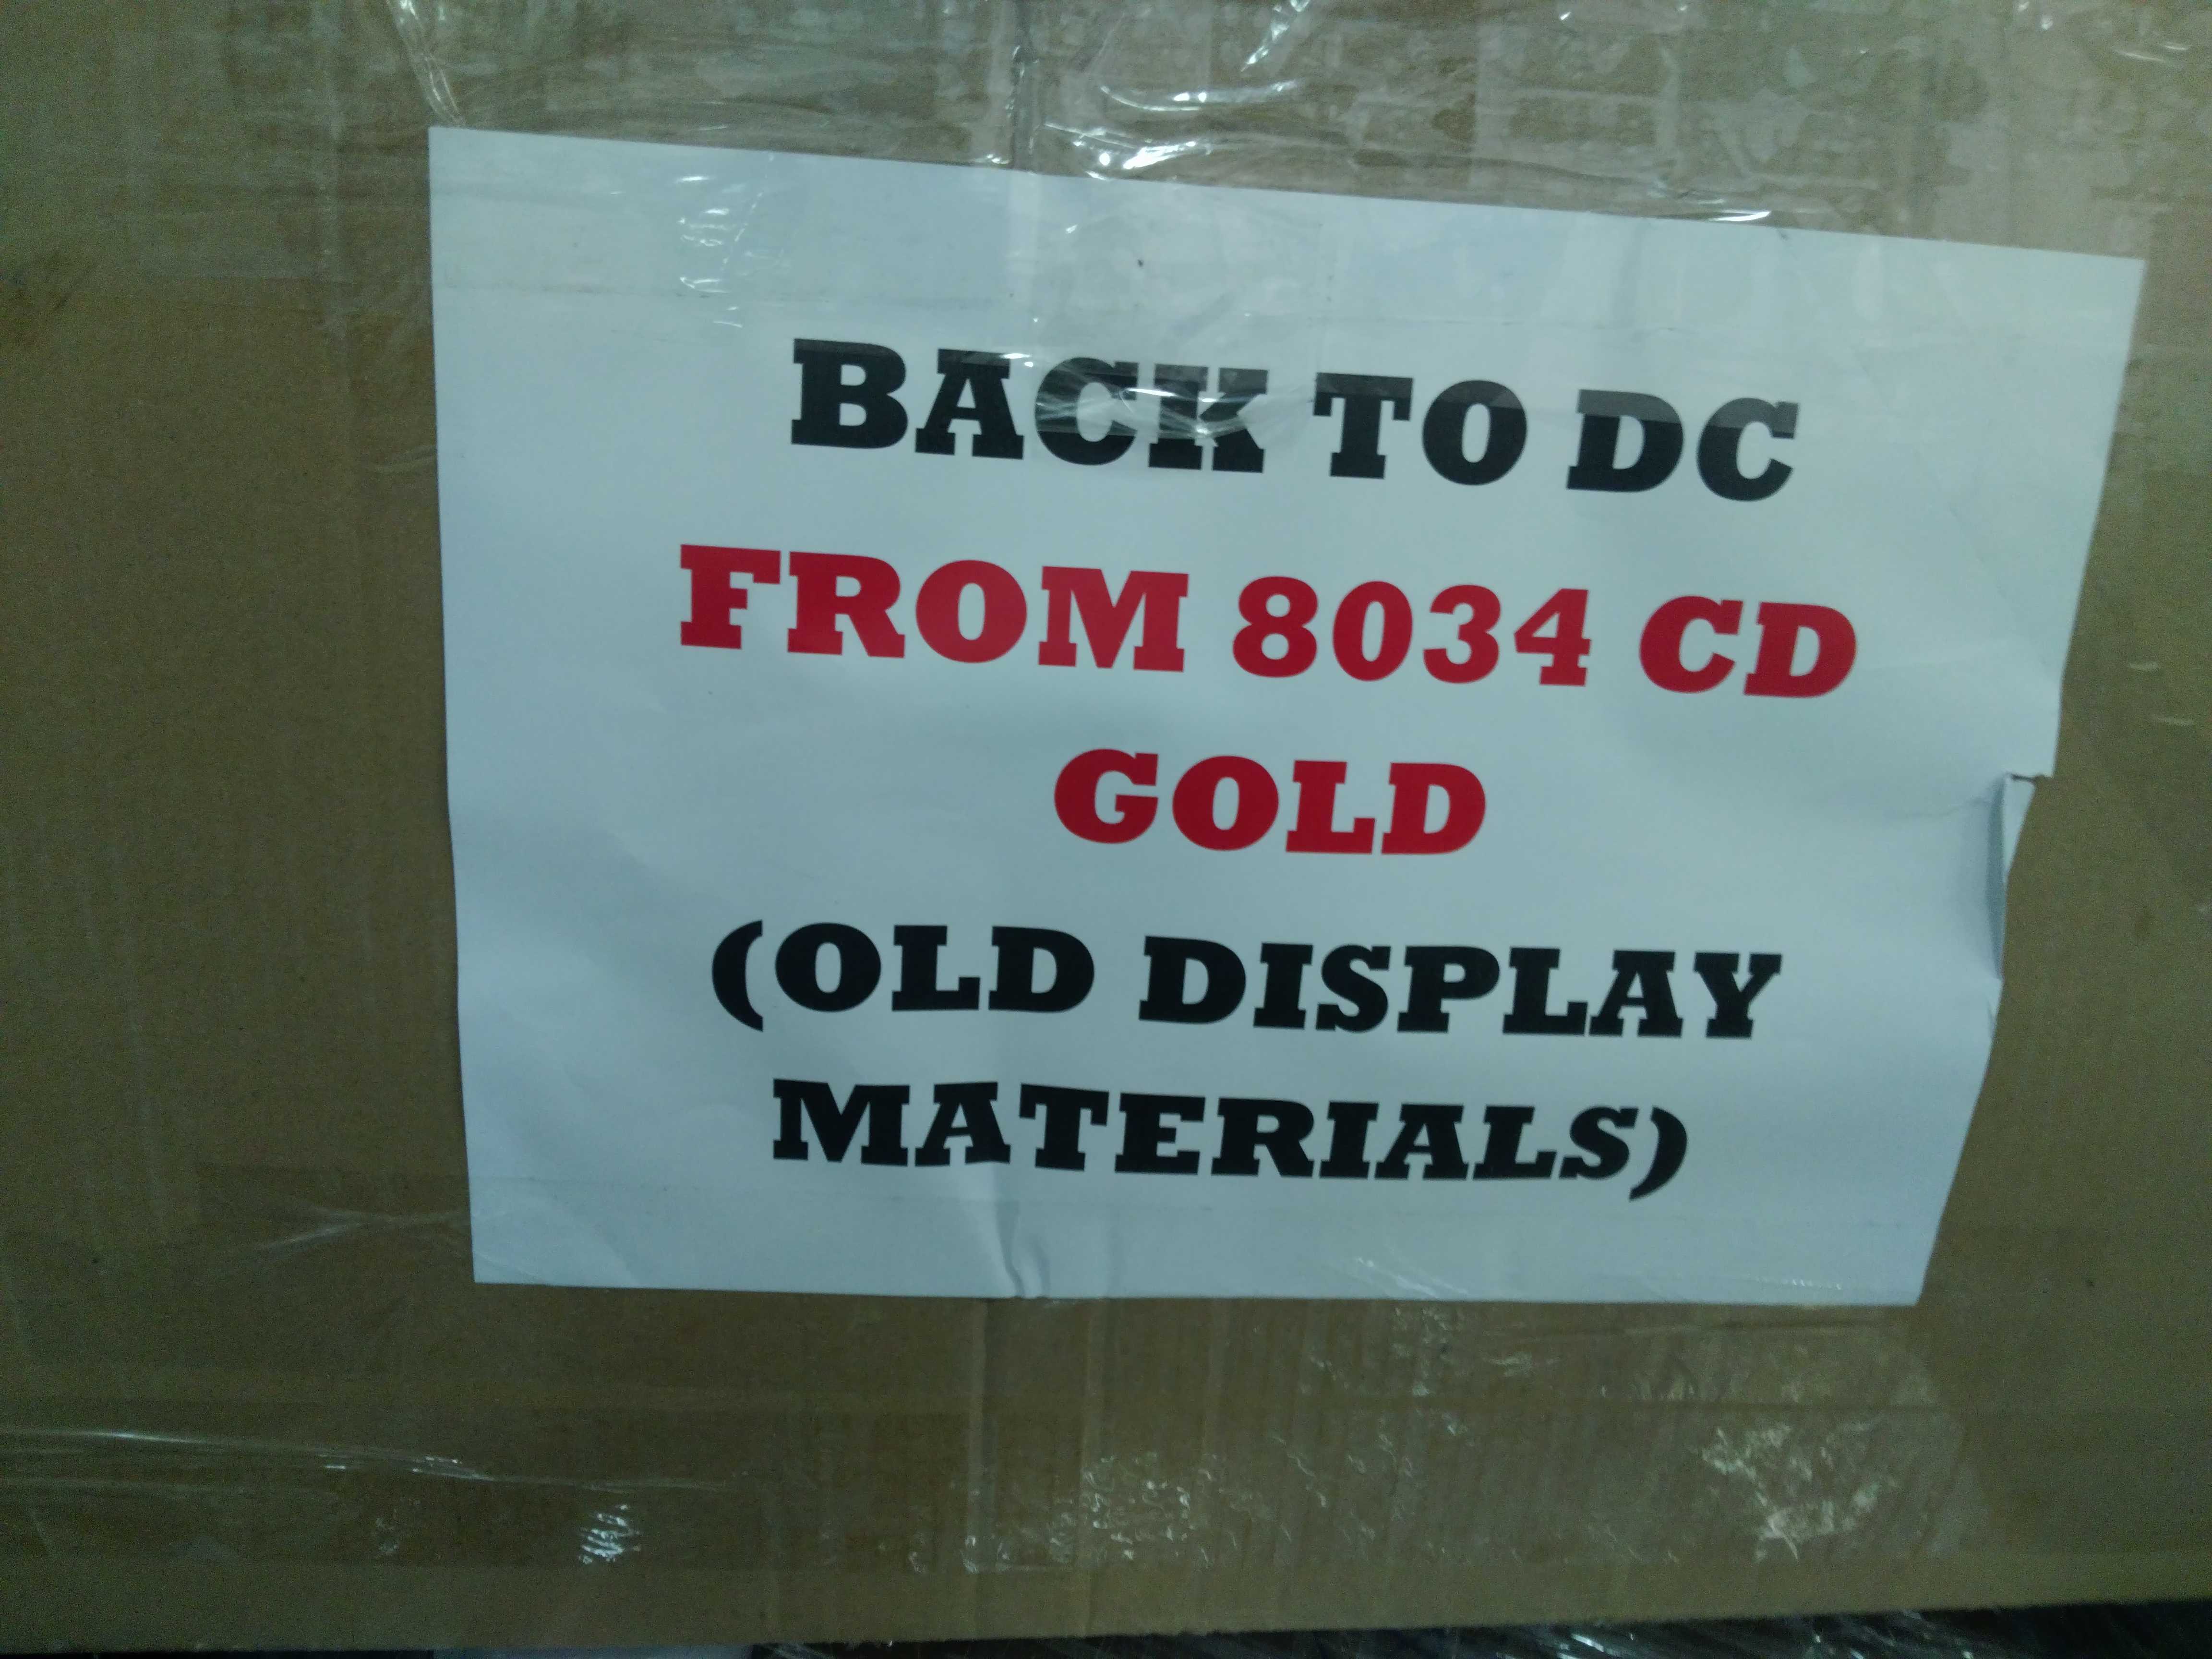 BACK TO DC
FROM 8034 CD
GOLD
(OLD DISPLAY
MATERIALS)